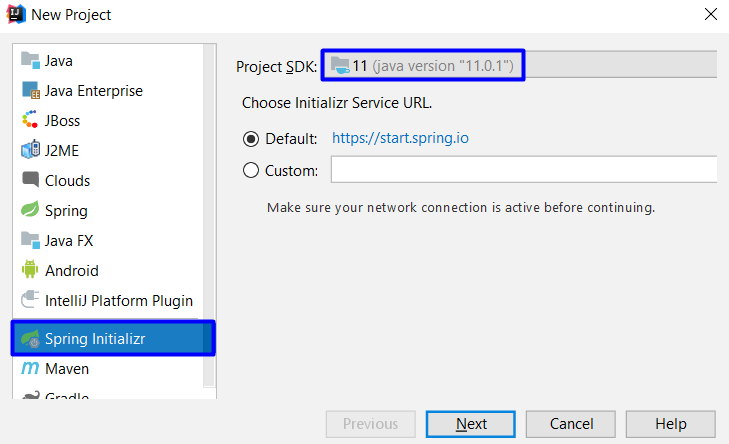 New Project
Java
Java Enterprise
JBoss
J2ME
Clouds
Spring
Java FX
Android
IntelliJ Platform Plugin
Spring Initializr
Maven
Gradle
Project SDK: 11 (java version "11.0.1")
Choose Initializr Service URL.
Default: https://start.spring.io
Custom:
Make sure your network connection is active before continuing.
Previous Next Cancel Help